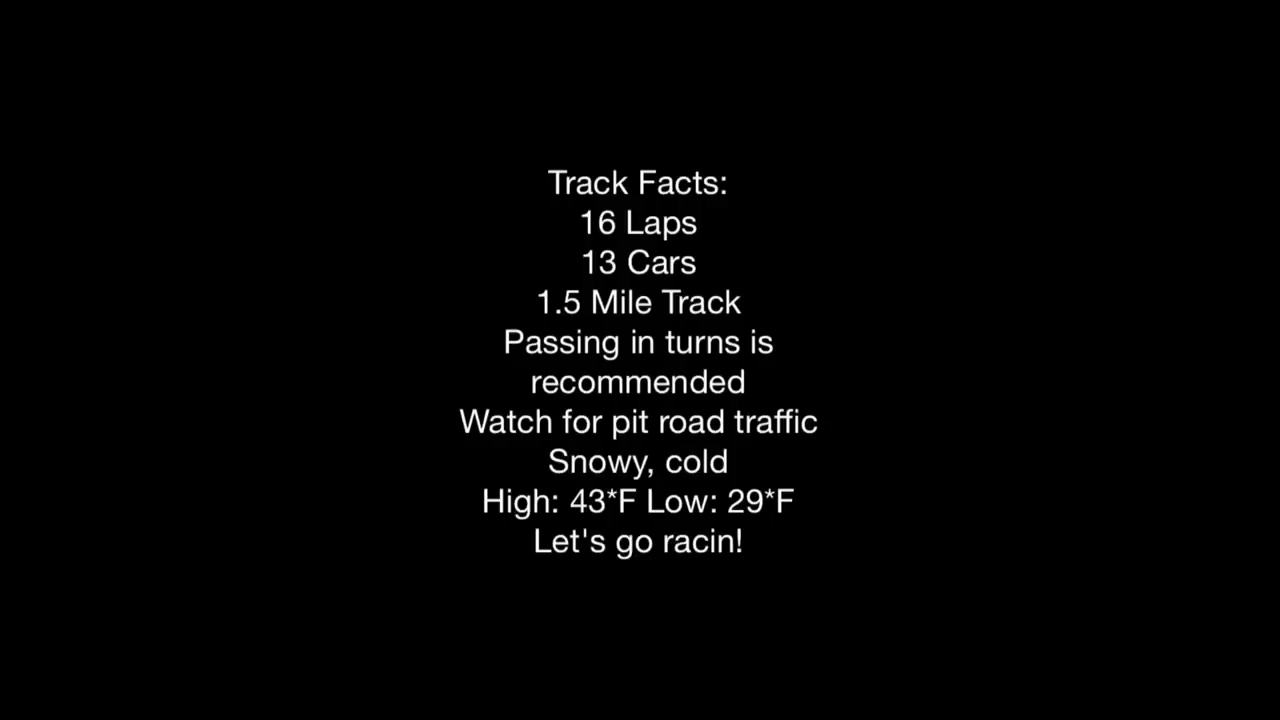 Track Facts:
16 Laps
13 Cars
1.5 Mile Track
Passing in turns is
recommended
Watch for pit road traffic
Snowy, cold
High: 43*F Low: 29*F
Let's go racin!